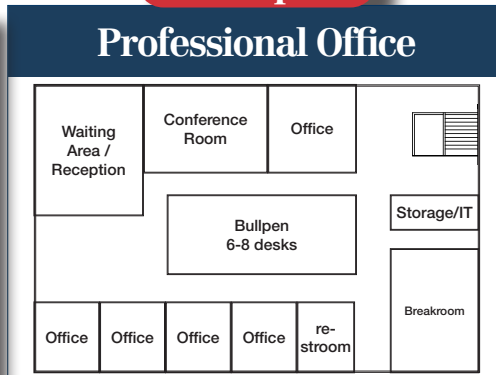 Professional Office
Waiting
Area /
Reception
Conference
Room
Office
Bullpen
6-8 desks
Storage/IT
Breakroom
Office
Office
Office
Office
re-
stroom